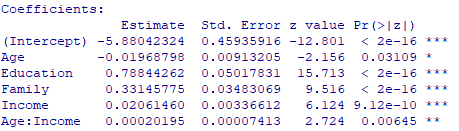 Coefficients:
Estimate Std. Error z value Pr(>|z|)
(Intercept) -5.88042324 0.45935916 -12.801 < 2e-16 ***
Age -0.01968798 0.00913205 -2.156 0.03109 *
Education 0.78844262 0.05017831 15.713 < 2e-16 ***
Family 0.33145775 0.03483069 9.516 < 2e-16 ***
Income 0.02061460 0.00336612 6.124 9.12e-10 ***
Age:Income 0.00020195 0.00007413 2.724 0.00645 **